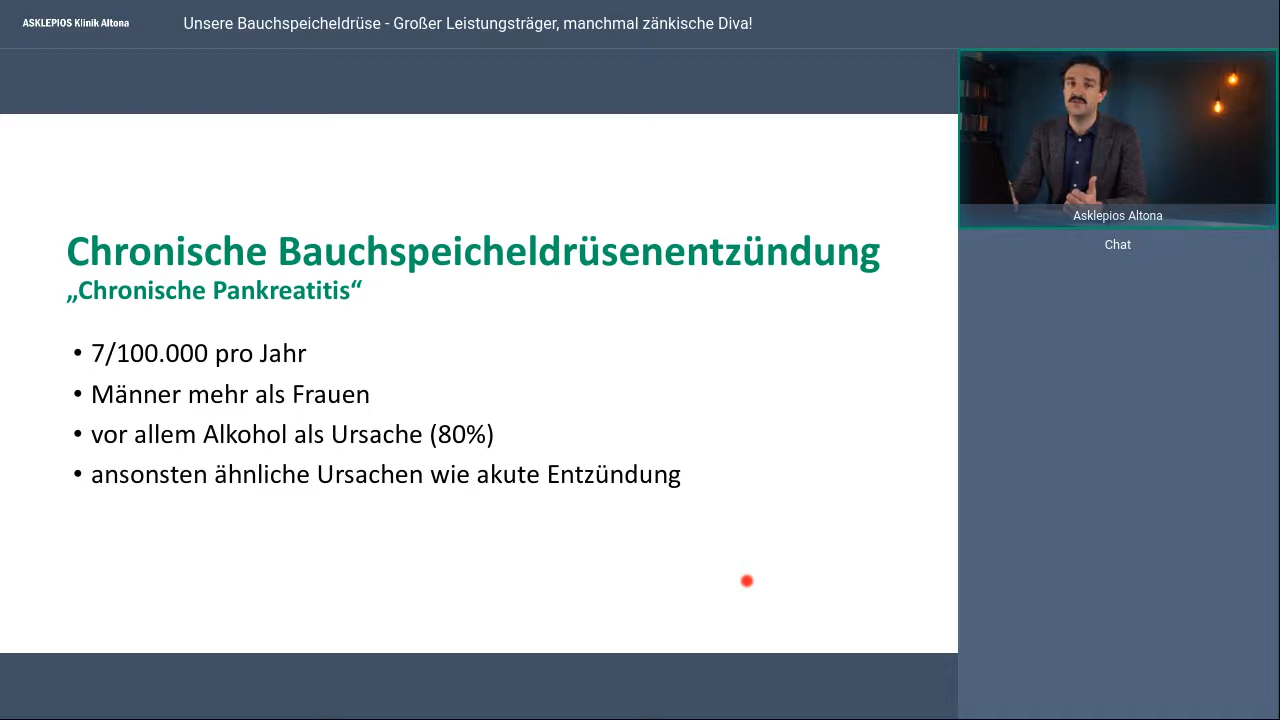 ASKLEPIOS Klinik Altona
Unsere Bauchspeicheldrüse - Großer Leistungsträger, manchmal zänkische Diva!
Chronische Bauchspeicheldrüsenentzündung
„Chronische Pankreatitis“
• 7/100.000 pro Jahr
• Männer mehr als Frauen
• vor allem Alkohol als Ursache (80%)
• ansonsten ähnliche Ursachen wie akute Entzündung
Asklepios Altona
Chat